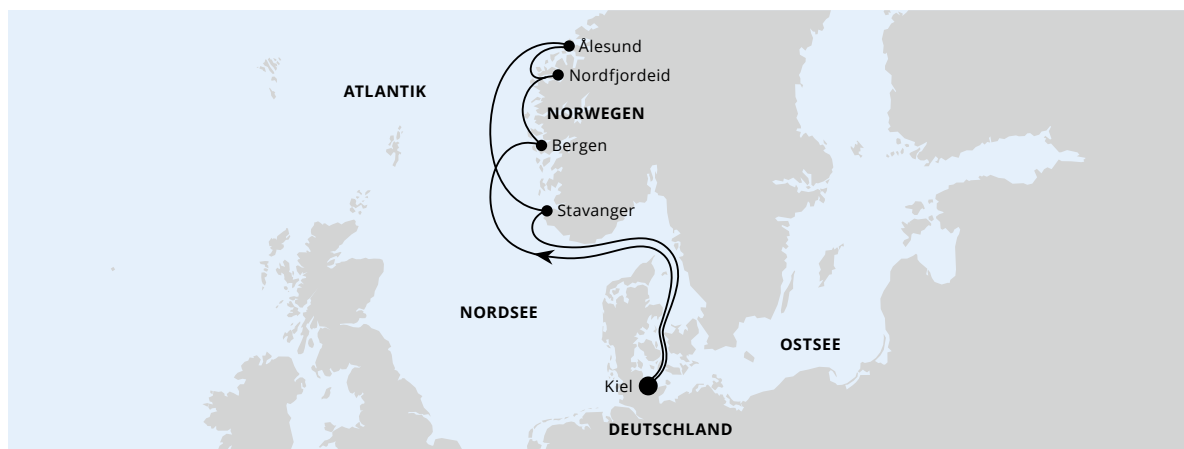 Ålesund
Nordfjordeid
ATLANTIK
NORWEGEN
Bergen
Stavanger
NORDSEE
OSTSEE
Kiel
DEUTSCHLAND